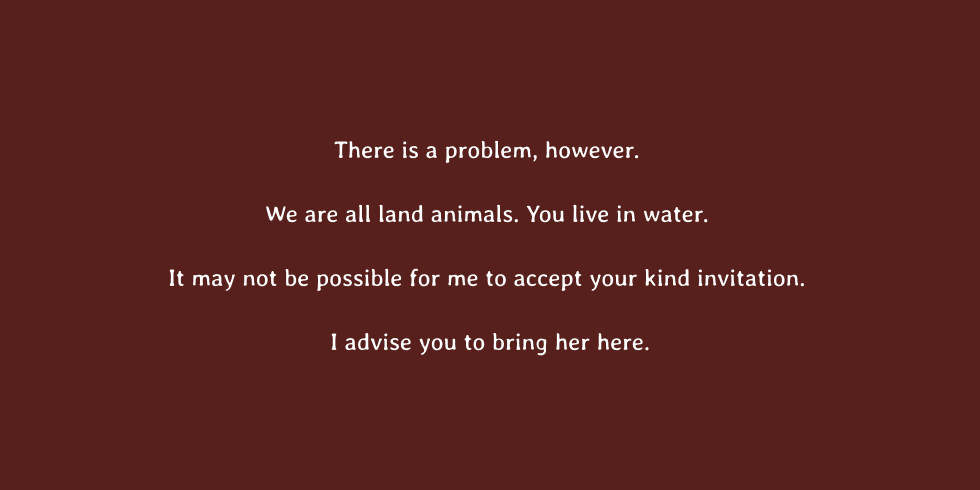 There is a problem, however.
We are all land animals. You live in water.
It may not be possible for me to accept your kind invitation.
I advise you to bring her here.